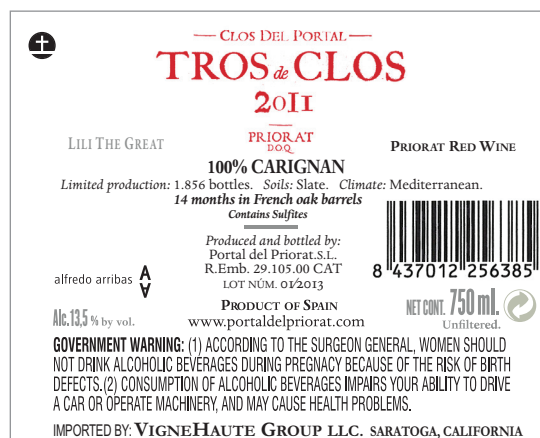 CLOS DEL PORTAL
TROS de CLOS
2011
PRIORAT
D.O.Q.
LILI THE GREAT
PRIORAT RED WINE
100% CARIGNAN
Limited production: 1.856 bottles. Soils: Slate. Climate: Mediterranean.
14 months in French oak barrels
Contains Sulfites
Produced and bottled by:
Portal del Priorat.S.L.
R.Emb. 29.105.00 CAT
LOT NÚM. 01/2013
8 437012 256385
alfredo arribas
PRODUCT OF SPAIN
www.portaldelpriorat.com
Alc.13,5 % by vol.
NET CONT. 750 ml.
Unfiltered.
GOVERNMENT WARNING: (1) ACCORDING TO THE SURGEON GENERAL, WOMEN SHOULD
NOT DRINK ALCOHOLIC BEVERAGES DURING PREGNANCY BECAUSE OF THE RISK OF BIRTH
DEFECTS.(2) CONSUMPTION OF ALCOHOLIC BEVERAGES IMPAIRS YOUR ABILITY TO DRIVE
A CAR OR OPERATE MACHINERY, AND MAY CAUSE HEALTH PROBLEMS.
IMPORTED BY: VIGNEHAUTE GROUP LLC. SARATOGA, CALIFORNIA